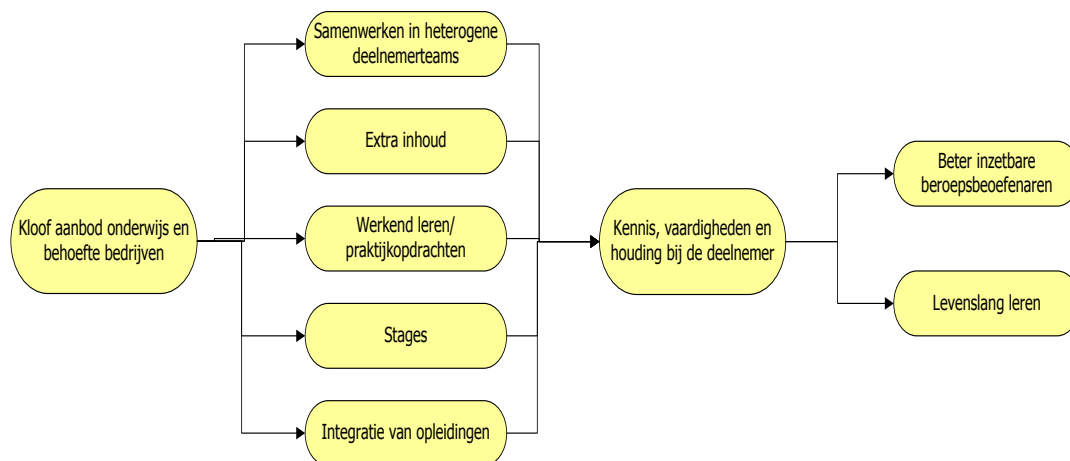 Samenwerken in heterogene
deelnemerteams
Extra inhoud
Kloof aanbod onderwijs en
behoefte bedrijven
Werkend leren/
praktijkopdrachten
Stages
Integratie van opleidingen
Kennis, vaardigheden en
houding bij de deelnemer
Beter inzetbare
beroepsbeoefenaren
Levenslang leren